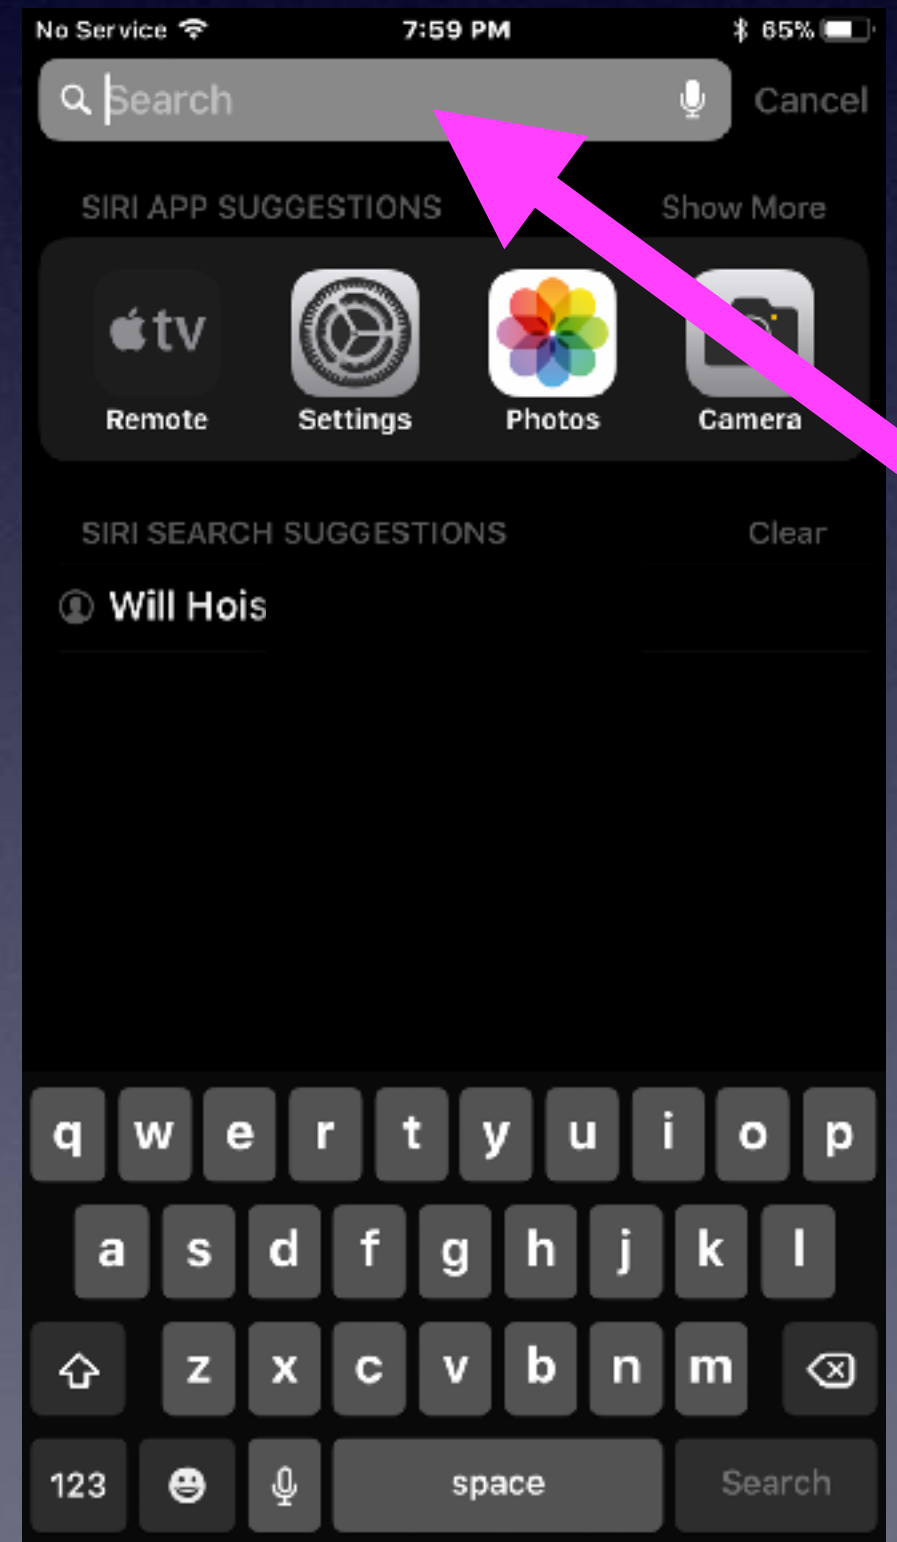 No Service 7:59 PM 65%
Search Cancel
SIRI APP SUGGESTIONS Show More
tv
Remote Settings Photos Camera
SIRI SEARCH SUGGESTIONS Clear
Will Hois
q w e r t y u i o p
a s d f g h j k l
z x c v b n m
123 space Search